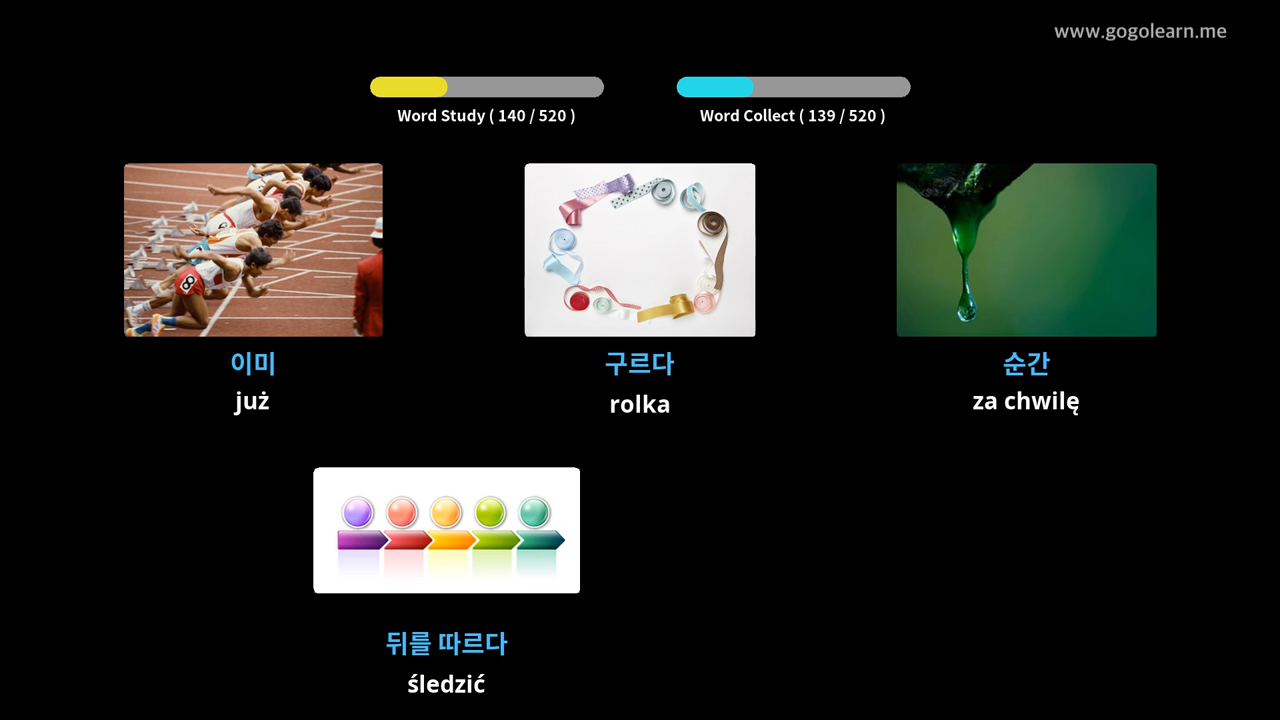 www.gogolearn.me
Word Study ( 140 / 520 )
Word Collect ( 139 / 520 )
8
이미
już
구르다
rolka
순간
za chwilę
뒤를 따르다
śledzić